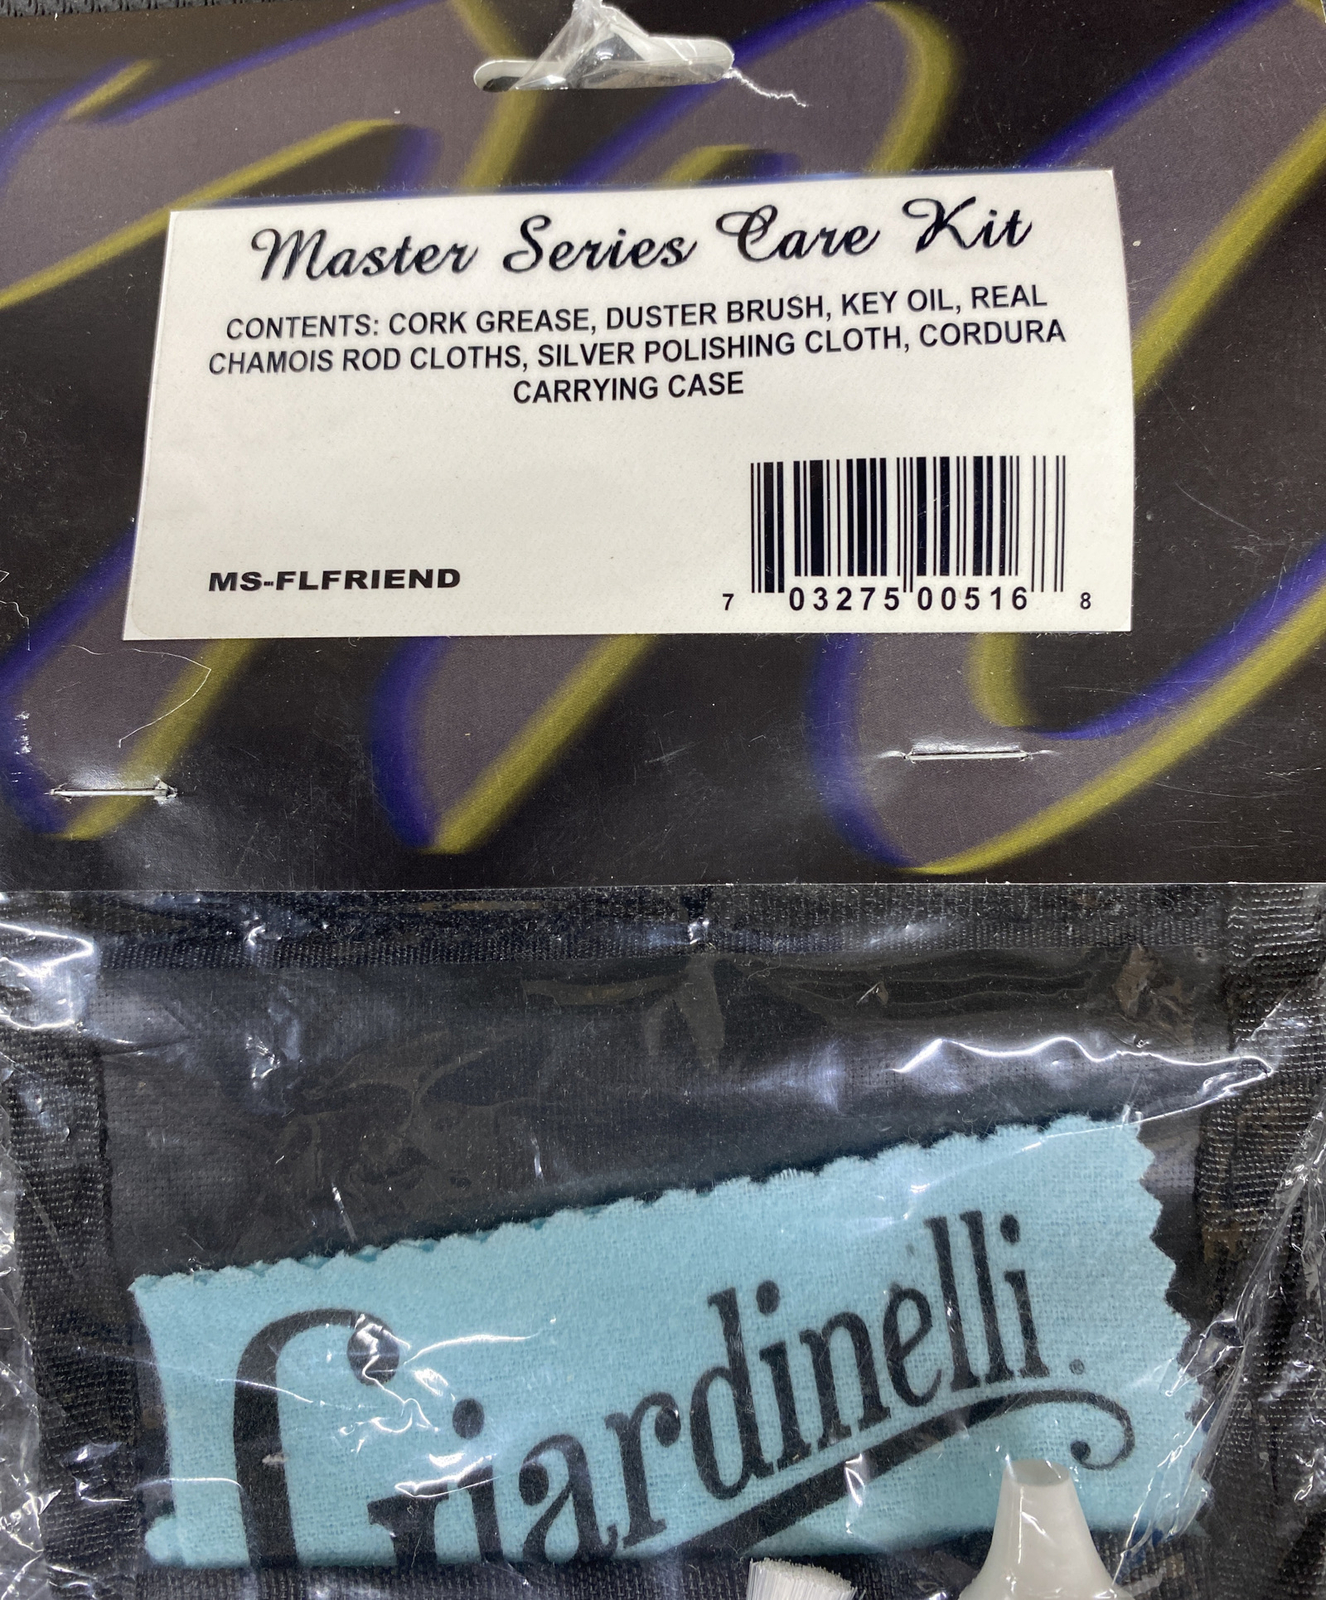 Master Series Care Kit
CONTENTS: CORK GREASE, DUSTER BRUSH, KEY OIL, REAL
CHAMOIS ROD CLOTHS, SILVER POLISHING CLOTH, CORDURA
CARRYING CASE
MS-FLFRIEND
7 03275 00516 8
Giardinelli.